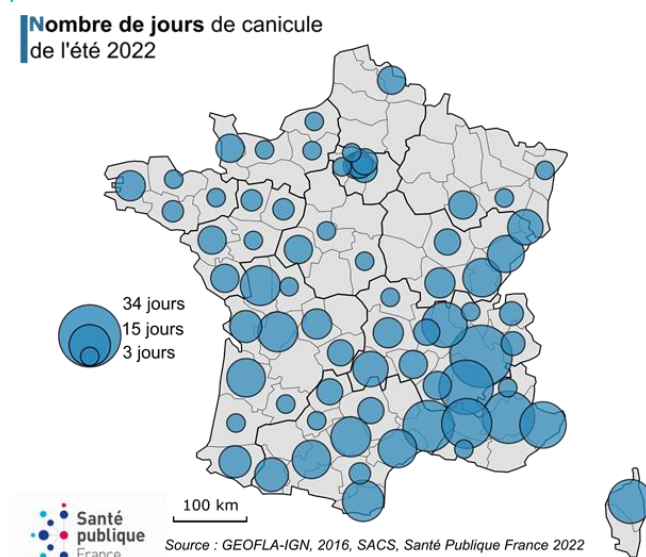 Nombre de jours de canicule
de l'été 2022
34 jours
15 jours
3 jours
100 km
Santé
publique
France
Source : GEOFLA-IGN, 2016, SACS, Santé Publique France 2022